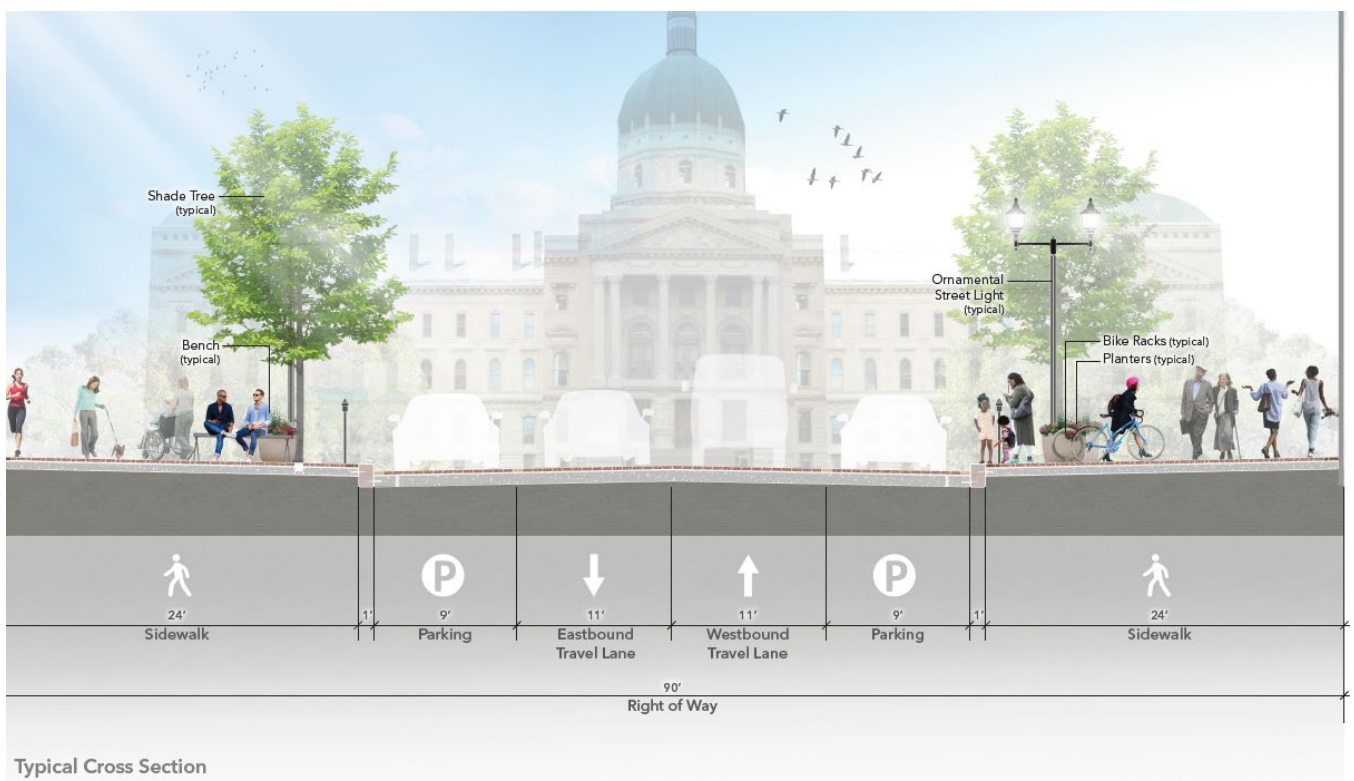 Shade Tree
(typical)
Bench
(typical)
Ornamental
Street Light
(typical)
Bike Racks (typical)
Planters (typical)
P
P
24'
1'
9'
11'
11'
9'
1'
24'
Sidewalk
Parking
Eastbound
Travel Lane
Westbound
Travel Lane
Parking
Sidewalk
90'
Right of Way
Typical Cross Section